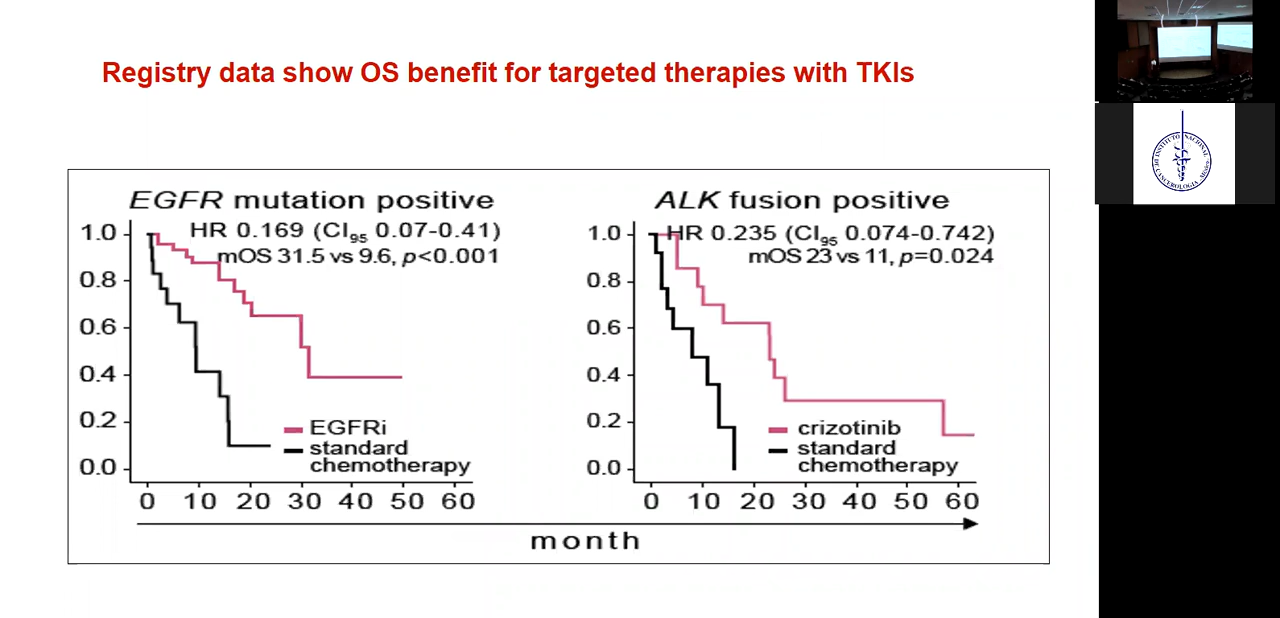 Registry data show OS benefit for targeted therapies with TKIs
EGFR mutation positive
HR 0.169 (CI95 0.07-0.41)
mOS 31.5 vs 9.6, p<0.001
1.0
0.8
0.6
0.4
0.2
0.0
EGFRi
standard
chemotherapy
0 10 20 30 40 50 60
ALK fusion positive
HR 0.235 (CI95 0.074-0.742)
mOS 23 vs 11, p=0.024
1.0
0.8
0.6
0.4
0.2
0.0
crizotinib
standard
chemotherapy
0 10 20 30 40 50 60
month
INSTITUTO NACIONAL
DE CANCEROLOGIA